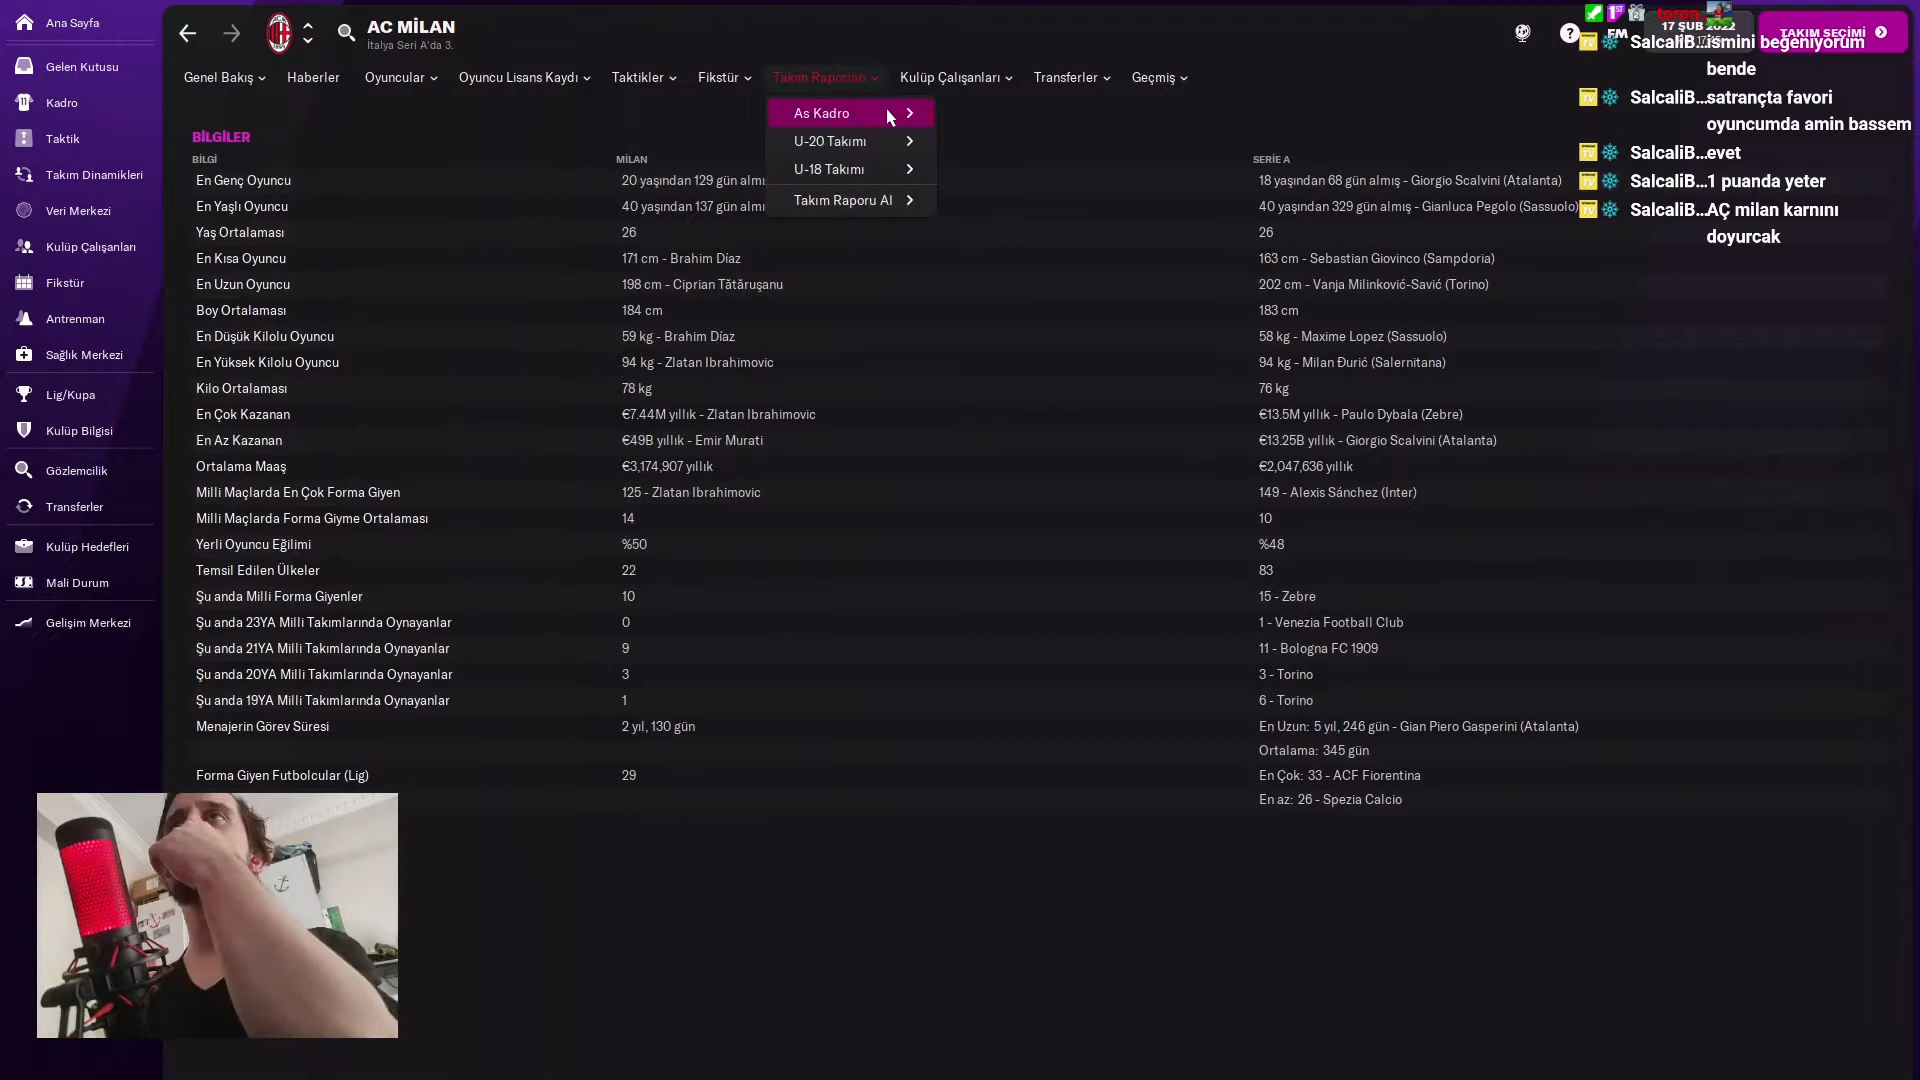 Ana Sayfa
Gelen Kutusu
Kadro
Taktik
Takım Dinamikleri
Veri Merkezi
Kulüp Çalışanları
Fikstür
Antrenman
Sağlık Merkezi
Lig/Kupa
Kulüp Bilgisi
Gözlemcilik
Transferler
Kulüp Hedefleri
Mali Durum
Gelişim Merkezi
AC MİLAN
İtalya Seri A'da 3.
17 ŞUB 2022
FM
TAKIM SEÇİMİ
Genel Bakış
Haberler
Oyuncular
Oyuncu Lisans Kaydı
Taktikler
Fikstür
Takım Raporları
Kulüp Çalışanları
Transferler
Geçmiş
As Kadro
U-20 Takımı
U-18 Takımı
Takım Raporu Al
SalcaliB...ismini beğeniyorum
bende
SalcaliB...satrançta favori
oyuncumda amin bassem
SalcaliB...evet
SalcaliB...1 puanda yeter
SalcaliB...AÇ milan karnını
doyurcak
BİLGİLER
BİLGİ MİLAN SERİE A
En Genç Oyuncu 20 yaşından 129 gün almı 18 yaşından 68 gün almış - Giorgio Scalvini (Atalanta)
En Yaşlı Oyuncu 40 yaşından 137 gün almı 40 yaşından 329 gün almış - Gianluca Pegolo (Sassuolo)
Yaş Ortalaması 26 26
En Kısa Oyuncu 171 cm - Brahim Díaz 163 cm - Sebastian Giovinco (Sampdoria)
En Uzun Oyuncu 198 cm - Ciprian Tătărușanu 202 cm - Vanja Milinković-Savić (Torino)
Boy Ortalaması 184 cm 183 cm
En Düşük Kilolu Oyuncu 59 kg - Brahim Díaz 58 kg - Maxime Lopez (Sassuolo)
En Yüksek Kilolu Oyuncu 94 kg - Zlatan Ibrahimovic 94 kg - Milan Đurić (Salernitana)
Kilo Ortalaması 78 kg 76 kg
En Çok Kazanan €7.44M yıllık - Zlatan Ibrahimovic €13.5M yıllık - Paulo Dybala (Zebre)
En Az Kazanan €49B yıllık - Emir Murati €13.25B yıllık - Giorgio Scalvini (Atalanta)
Ortalama Maaş €3,174,907 yıllık €2,047,636 yıllık
Milli Maçlarda En Çok Forma Giyen 125 - Zlatan Ibrahimovic 149 - Alexis Sánchez (Inter)
Milli Maçlarda Forma Giyme Ortalaması 14 10
Yerli Oyuncu Eğilimi %50 %48
Temsil Edilen Ülkeler 22 83
Şu anda Milli Forma Giyenler 10 15 - Zebre
Şu anda 23YA Milli Takımlarında Oynayanlar 0 1 - Venezia Football Club
Şu anda 21YA Milli Takımlarında Oynayanlar 9 11 - Bologna FC 1909
Şu anda 20YA Milli Takımlarında Oynayanlar 3 3 - Torino
Şu anda 19YA Milli Takımlarında Oynayanlar 1 6 - Torino
Menajerin Görev Süresi 2 yıl, 130 gün En Uzun: 5 yıl, 246 gün - Gian Piero Gasperini (Atalanta)
Ortalama: 345 gün
Forma Giyen Futbolcular (Lig) 29 En Çok: 33 - ACF Fiorentina
En az: 26 - Spezia Calcio